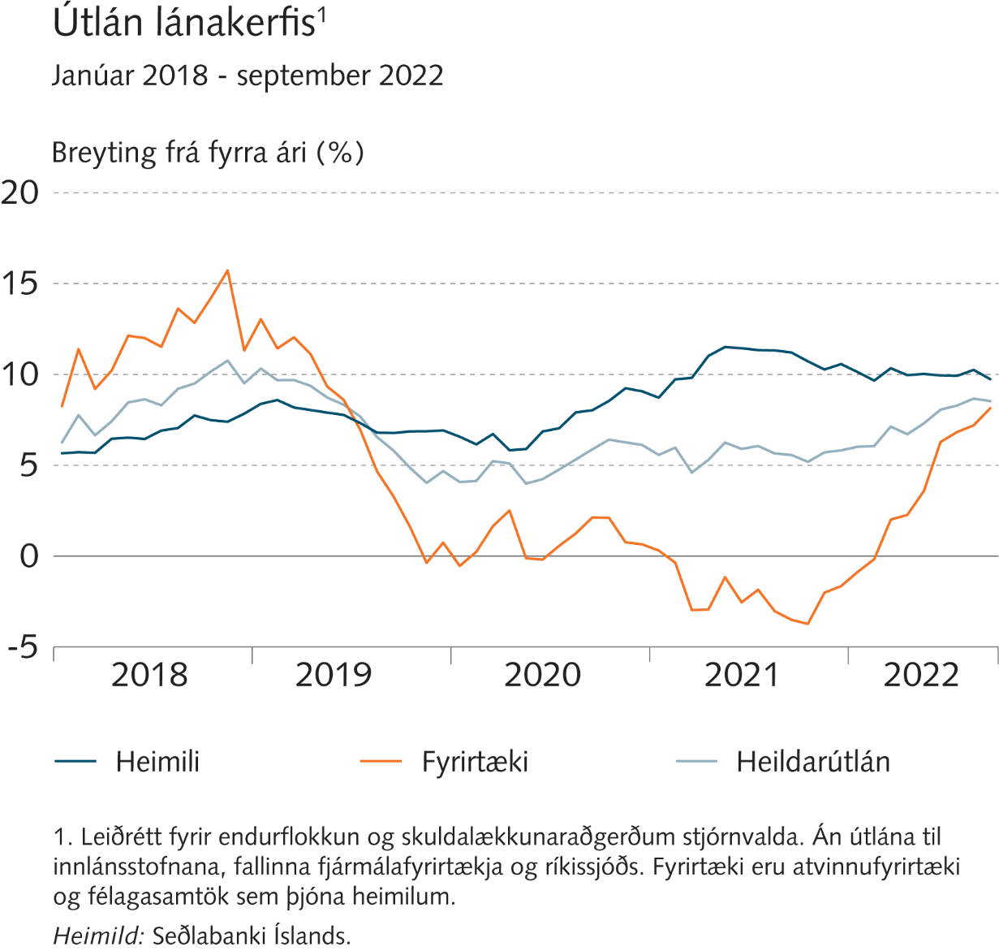 Útlán lánakerfis¹
Janúar 2018 - september 2022
Breyting frá fyrra ári (%)
20
15
10
5
0
-5
2018 2019 2020 2021 2022
Heimili Fyrirtæki Heildarútlán
1. Leiðrétt fyrir endurflokkun og skuldalækkunaraðgerðum stjórnvalda. Án útlána til
innlánsstofnana, fallinna fjármálafyrirtækja og ríkissjóðs. Fyrirtæki eru atvinnufyrirtæki
og félagasamtök sem þjóna heimilum.
Heimild: Seðlabanki Íslands.